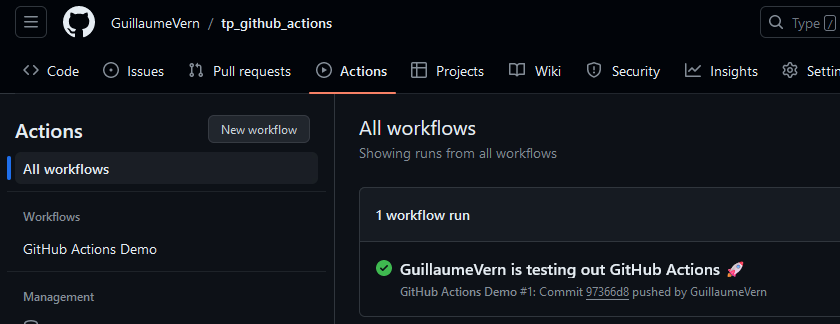 GuillaumeVern / tp_github_actions
Type /
Code Issues Pull requests Actions Projects Wiki Security Insights Settin
Actions New workflow
All workflows
Workflows
GitHub Actions Demo
Management
All workflows
Showing runs from all workflows
1 workflow run
GuillaumeVern is testing out GitHub Actions 🚀
GitHub Actions Demo #1: Commit 97366d8 pushed by GuillaumeVern